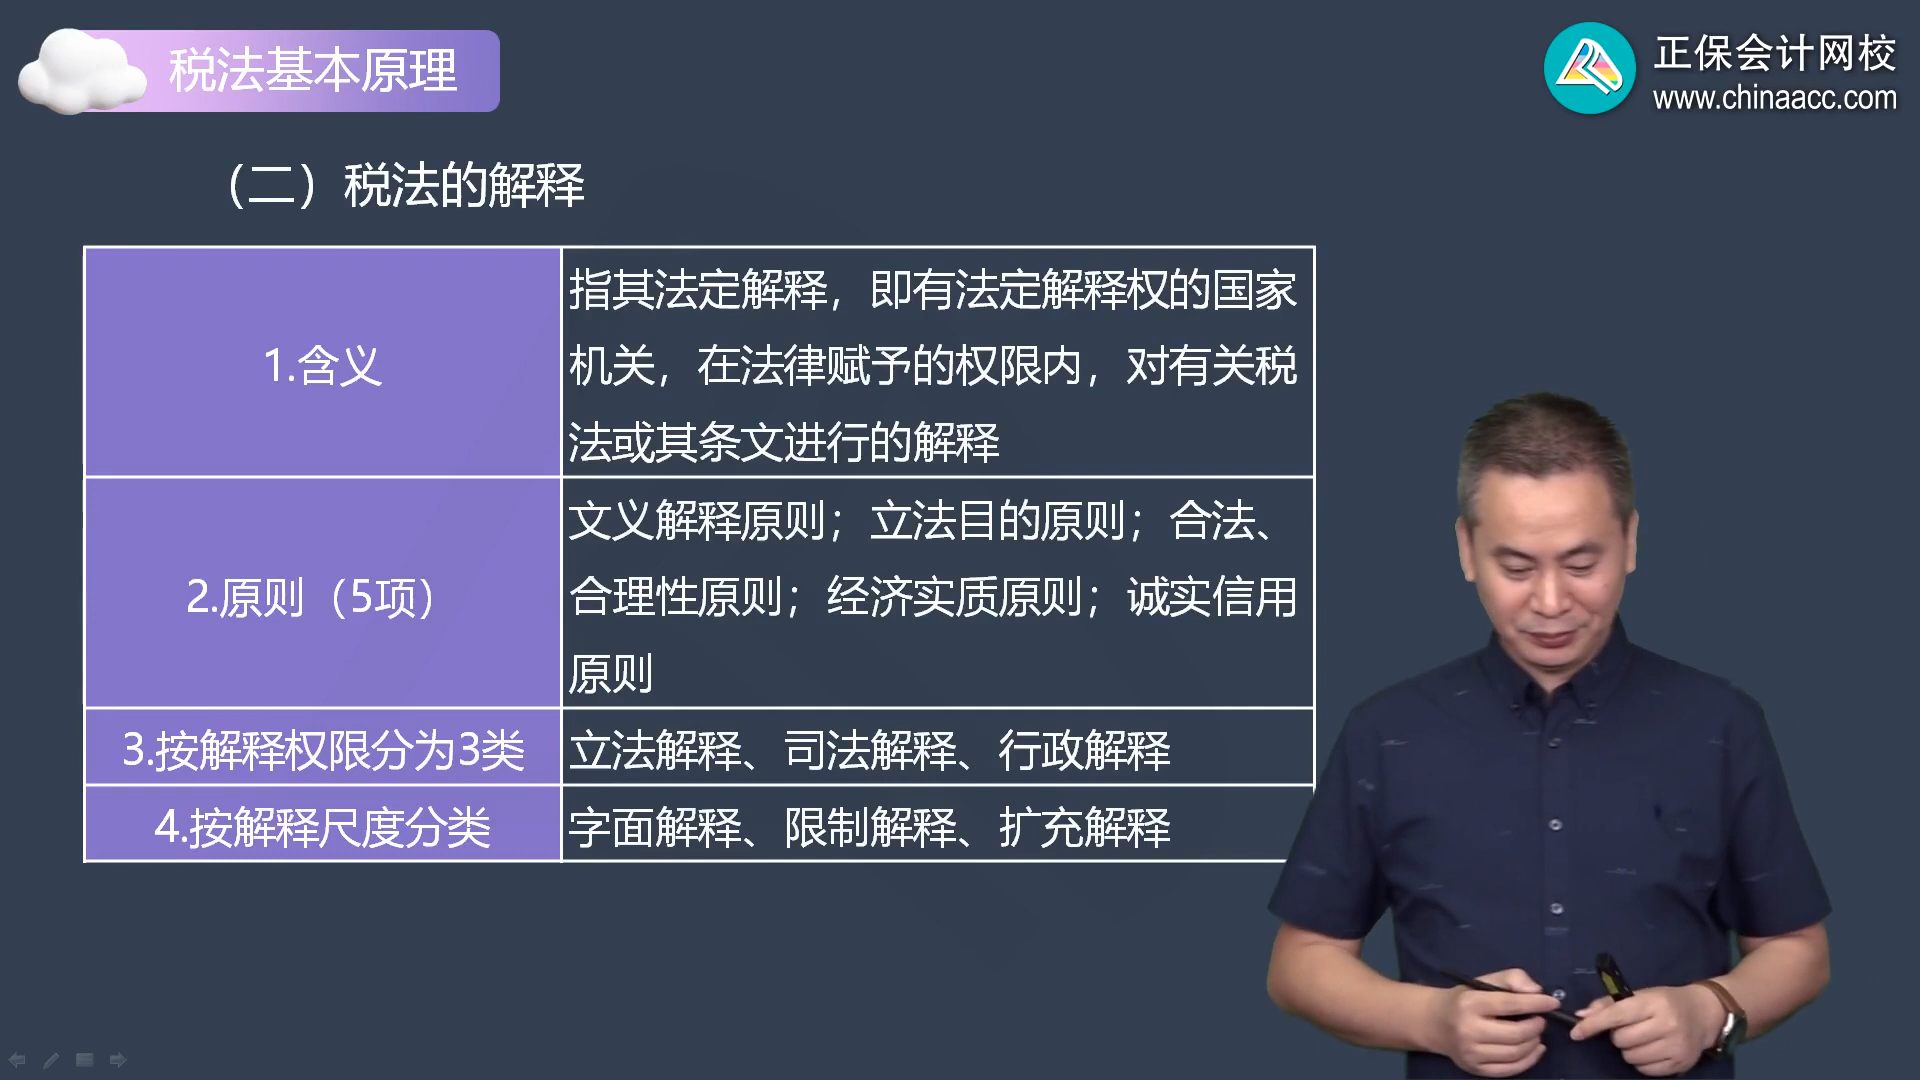 税法基本原理
正保会计网校
www.chinaacc.com
（二）税法的解释
1.含义
指其法定解释，即有法定解释权的国家
机关，在法律赋予的权限内，对有关税
法或其条文进行的解释
2.原则（5项）
文义解释原则；立法目的原则；合法、
合理性原则；经济实质原则；诚实信用
原则
3.按解释权限分为3类
立法解释、司法解释、行政解释
4.按解释尺度分类
字面解释、限制解释、扩充解释